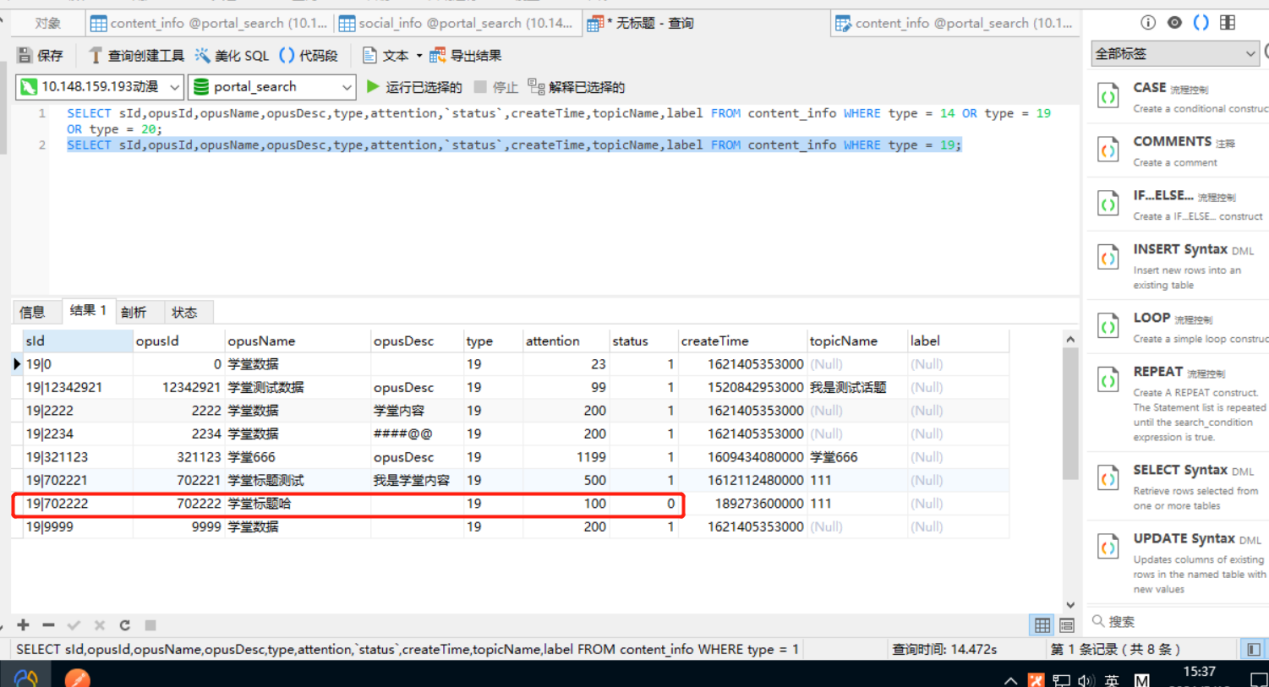 对象 content_info @portal_search (10.1... social_info @portal_search (10.14... * 无标题 - 查询 content_info @portal_search (10.1...
保存 查询创建工具 美化 SQL () 代码段 文本 导出结果
10.148.159.193动漫 portal_search 运行已选择的 停止 解释已选择的
1 SELECT sId,opusId,opusName,opusDesc,type,attention,`status`,createTime,topicName,label FROM content_info WHERE type = 14 OR type = 19
OR type = 20;
2 SELECT sId,opusId,opusName,opusDesc,type,attention,`status`,createTime,topicName,label FROM content_info WHERE type = 19;
信息 结果 1 剖析 状态
sId opusId opusName opusDesc type attention status createTime topicName label
19|0 0 学堂数据 19 23 1 1621405353000 (Null) (Null)
19|12342921 12342921 学堂测试数据 opusDesc 19 99 1 1520842953000 我是测试话题 (Null)
19|2222 2222 学堂数据 学堂内容 19 200 1 1621405353000 (Null) (Null)
19|2234 2234 学堂数据 ####@@ 19 200 1 1621405353000 (Null) (Null)
19|321123 321123 学堂666 opusDesc 19 1199 1 1609434080000 学堂666 (Null)
19|702221 702221 学堂标题测试 我是学堂内容 19 500 1 1612112480000 111 (Null)
19|702222 702222 学堂标题哈 19 100 0 189273600000 111 (Null)
19|9999 9999 学堂数据 19 200 1 1621405353000 (Null) (Null)
SELECT sId,opusId,opusName,opusDesc,type,attention,`status`,createTime,topicName,label FROM content_info WHERE type = 1 查询时间: 14.472s 第 1 条记录 (共 8 条)
全部标签
CASE 流程控制
Create a conditional construc
COMMENTS 注释
Create a comment
IF...ELSE... 流程控制
Create a IF...ELSE... construct
INSERT Syntax DML
Insert new rows into an
existing table
LOOP 流程控制
Create a simple loop construc
REPEAT 流程控制
Create A REPEAT construct.
The Statement list is repeated
until the search_condition
expression is true.
SELECT Syntax DML
Retrieve rows selected from
one or more tables
UPDATE Syntax DML
Updates columns of existing
rows in the named table with
new values
搜索
英 M 15:37